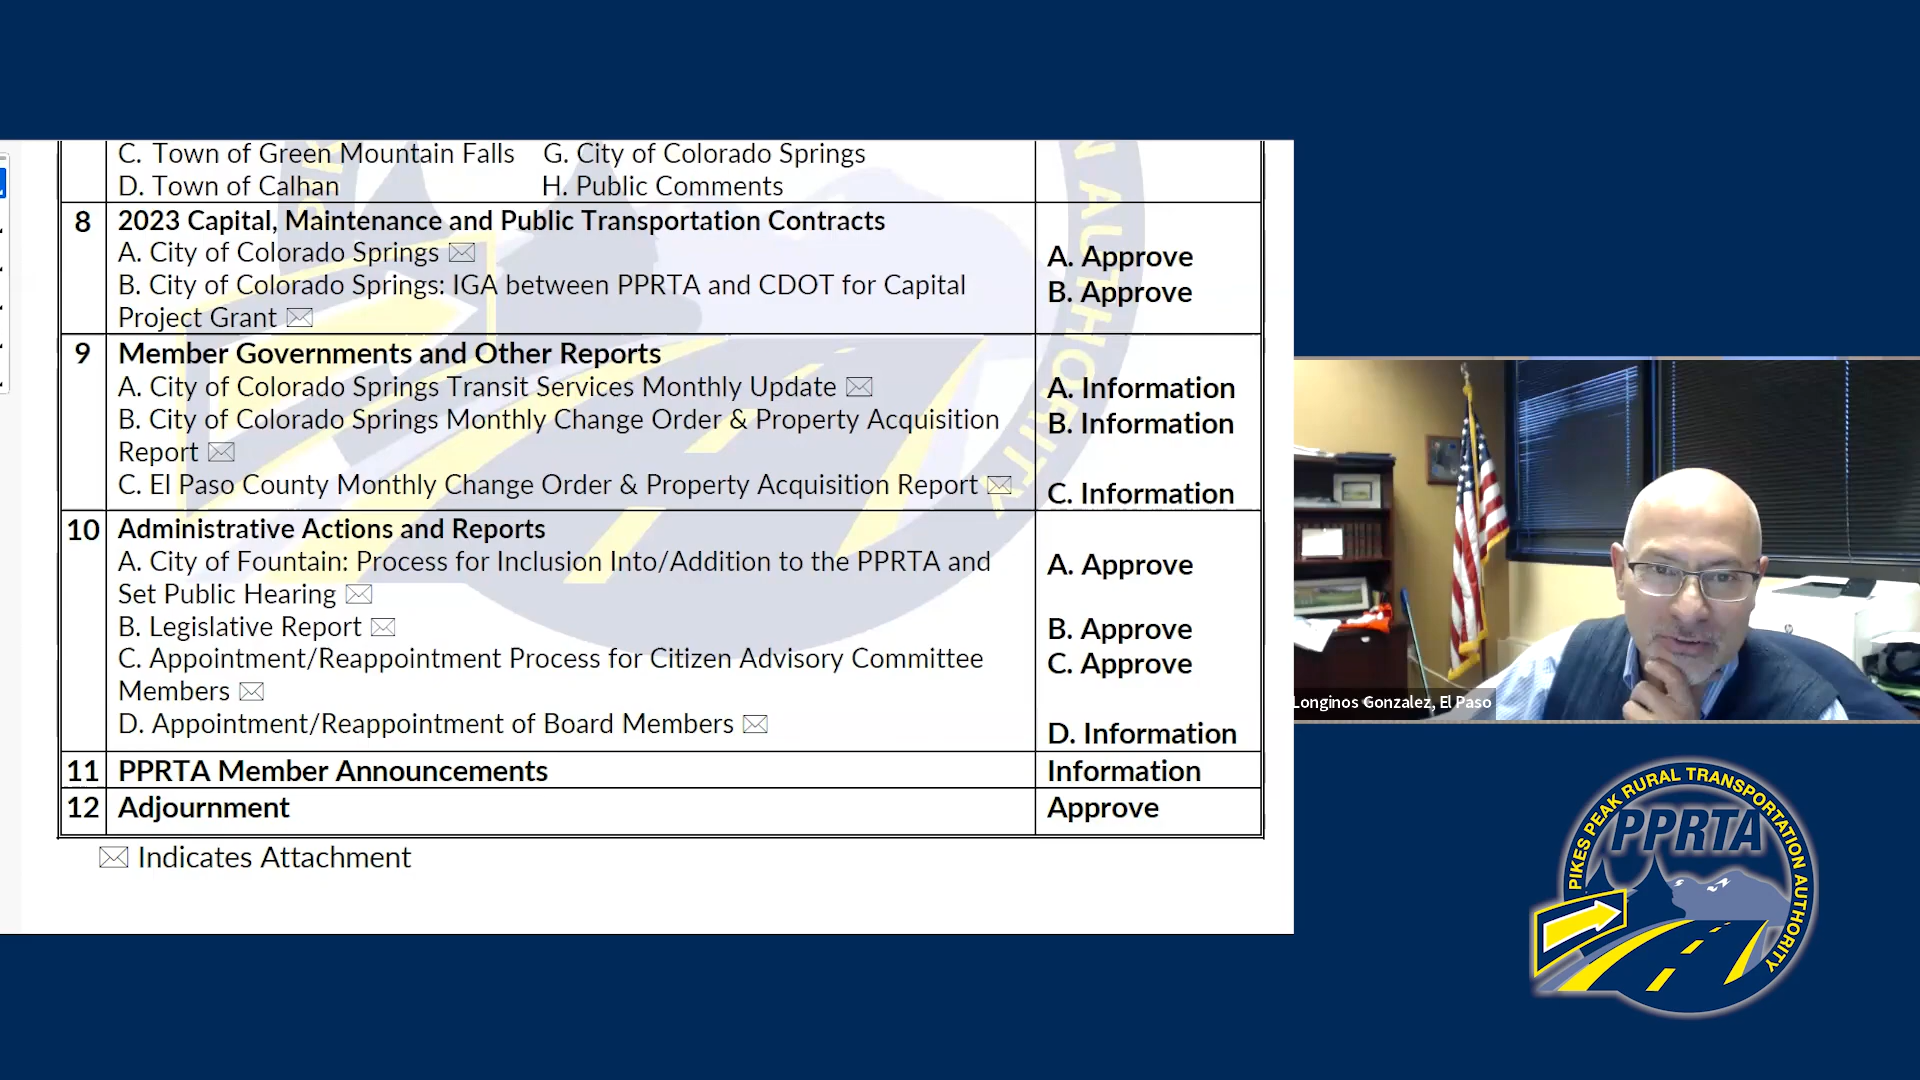 C. Town of Green Mountain Falls G. City of Colorado Springs
D. Town of Calhan H. Public Comments
8 2023 Capital, Maintenance and Public Transportation Contracts
A. City of Colorado Springs
A. Approve
B. City of Colorado Springs: IGA between PPRTA and CDOT for Capital
B. Approve
Project Grant
9 Member Governments and Other Reports
A. City of Colorado Springs Transit Services Monthly Update
A. Information
B. City of Colorado Springs Monthly Change Order & Property Acquisition
B. Information
Report
C. El Paso County Monthly Change Order & Property Acquisition Report
C. Information
10 Administrative Actions and Reports
A. City of Fountain: Process for Inclusion Into/Addition to the PPRTA and
A. Approve
Set Public Hearing
B. Legislative Report
B. Approve
C. Appointment/Reappointment Process for Citizen Advisory Committee
C. Approve
Members
D. Appointment/Reappointment of Board Members
D. Information
11 PPRTA Member Announcements Information
12 Adjournment Approve
Indicates Attachment
N AUTHORITY
Longinos Gonzalez, El Paso
PIKES PEAK RURAL TRANSPORTATION AUTHORITY
PPRTA